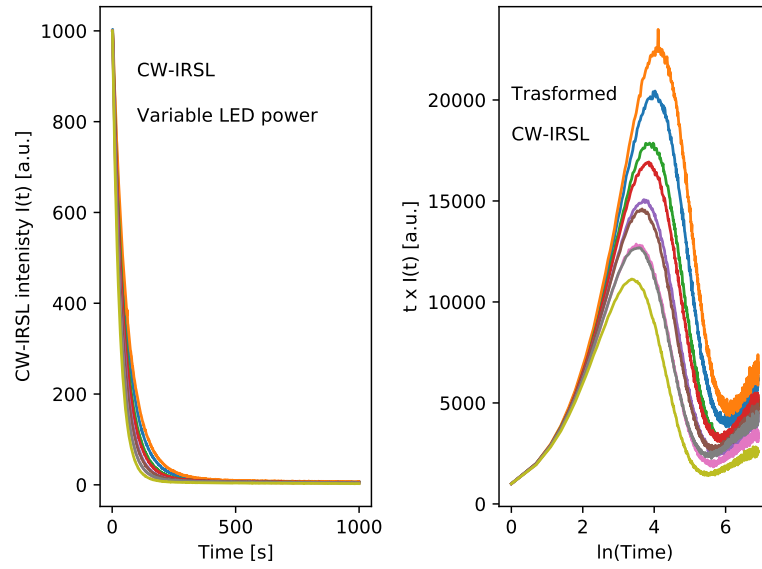 CW-IRSL intenisty I(t) [a.u.]
1000
800
600
400
200
0
CW-IRSL
Variable LED power
0
500
1000
Time [s]
t x I(t) [a.u.]
20000
15000
10000
5000
0
Trasformed
CW-IRSL
0
2
4
6
ln(Time)